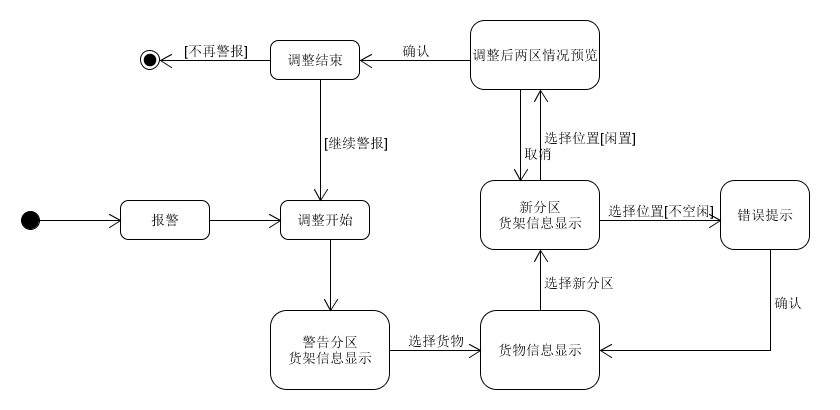 [不再警报]
调整结束
确认
调整后两区情况预览
[继续警报]
选择位置[闲置]
取消
报警
调整开始
新分区
货架信息显示
选择位置[不空闲]
错误提示
选择新分区
确认
警告分区
货架信息显示
选择货物
货物信息显示